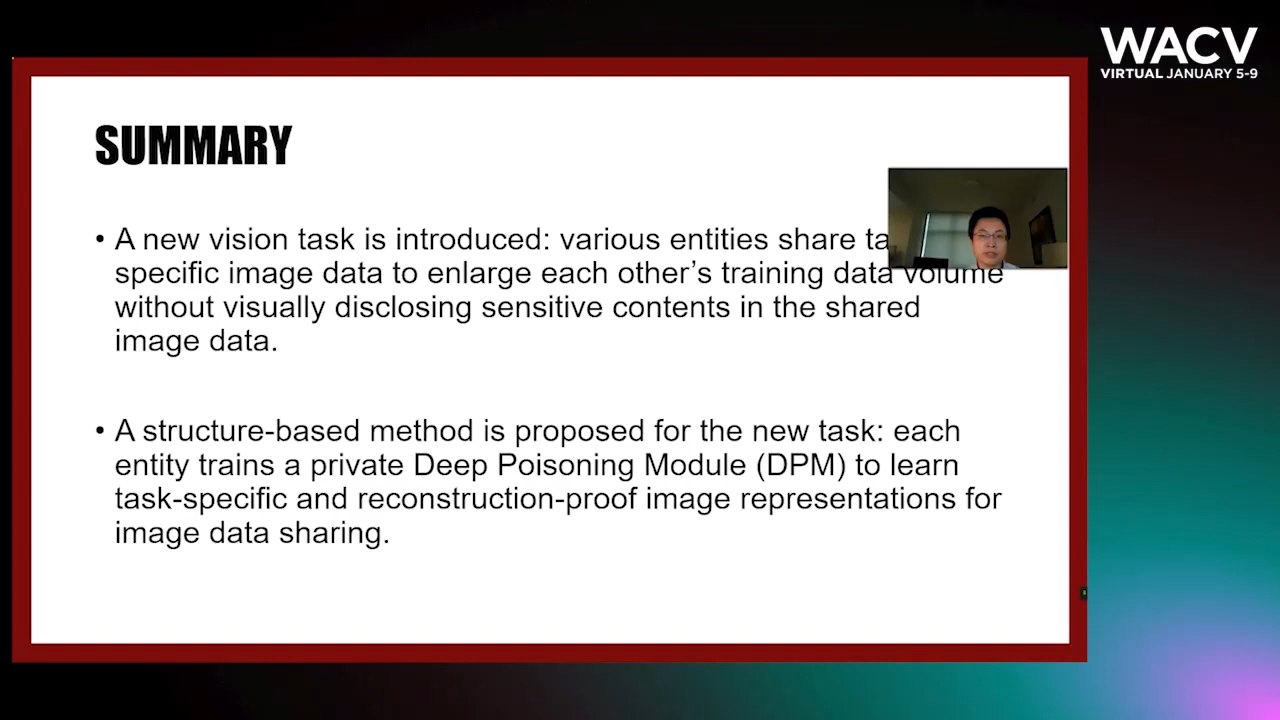 WACV
VIRTUAL JANUARY 5-9
SUMMARY
• A new vision task is introduced: various entities share ta
specific image data to enlarge each other’s training data volume
without visually disclosing sensitive contents in the shared
image data.
• A structure-based method is proposed for the new task: each
entity trains a private Deep Poisoning Module (DPM) to learn
task-specific and reconstruction-proof image representations for
image data sharing.